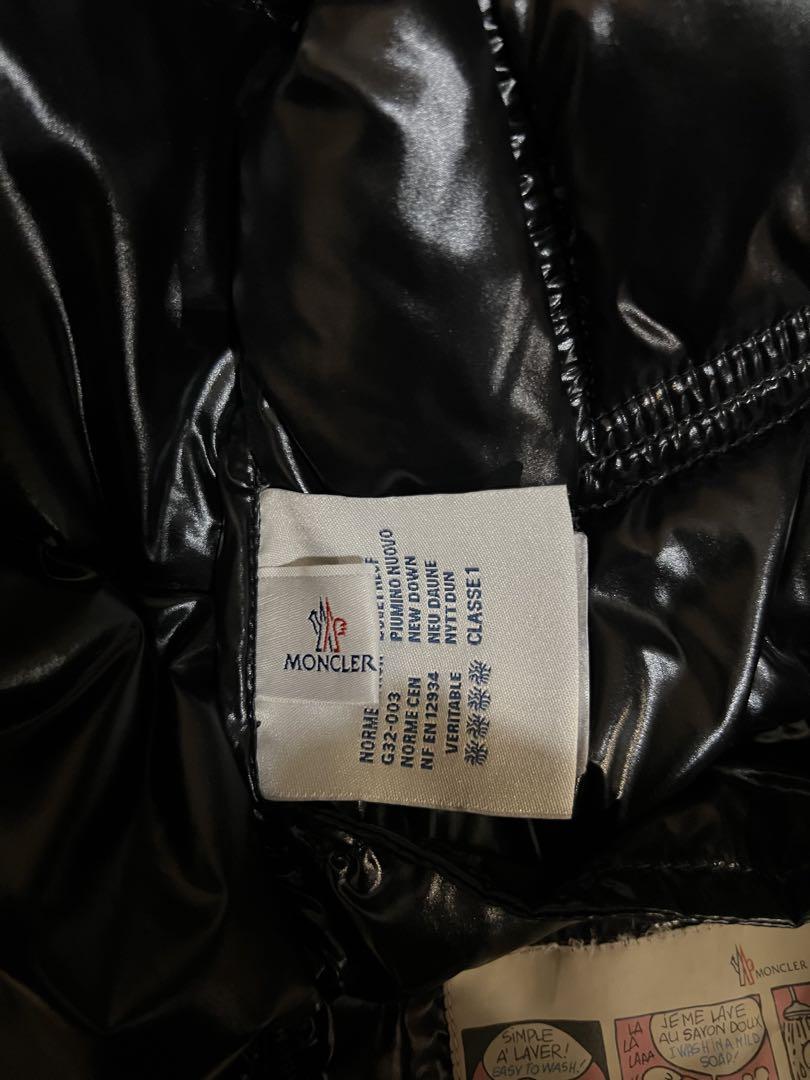 MONCLER
NORME
G32-003
NORME CEN
NF EN 12934
VERITABLE
PIUMINO NUOVO
NEW DOWN
NEU DAUNE
NYTT DUN
CLASSE 1
MONCLER
SIMPLE
A' LAVER!
EASY TO WASH!
LA
LA
LAAA
JE ME LAVE
AU SAVON DOUX
I WASH IN A MILD
SOAP!